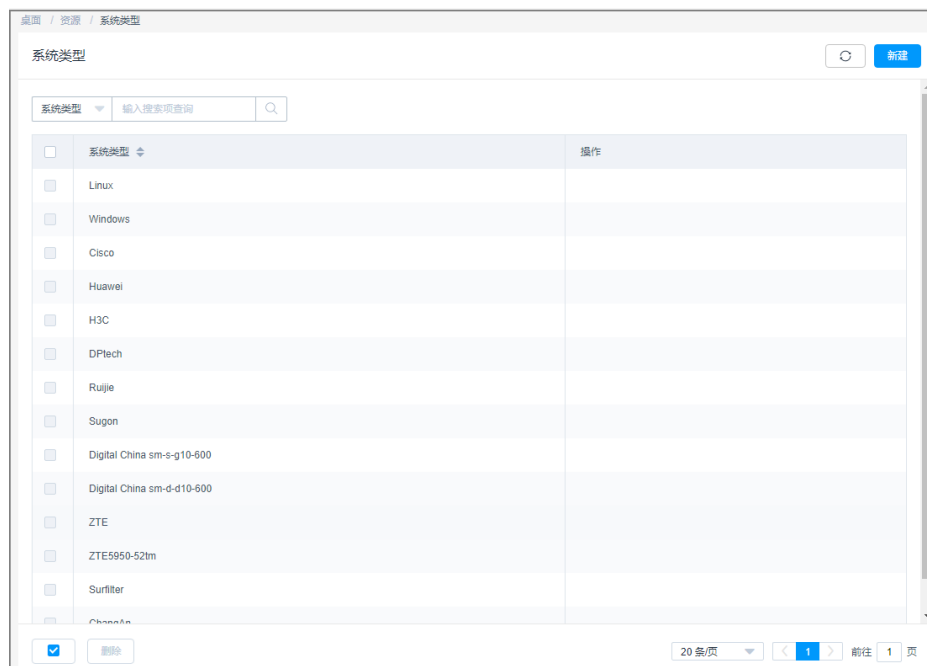 桌面 / 资源 / 系统类型
系统类型
新建
系统类型 输入搜索项查询
系统类型 操作
Linux
Windows
Cisco
Huawei
H3C
DPtech
Ruijie
Sugon
Digital China sm-s-g10-600
Digital China sm-d-d10-600
ZTE
ZTE5950-52tm
Surfilter
ChangAn
删除 20 条/页 1 前往 1 页